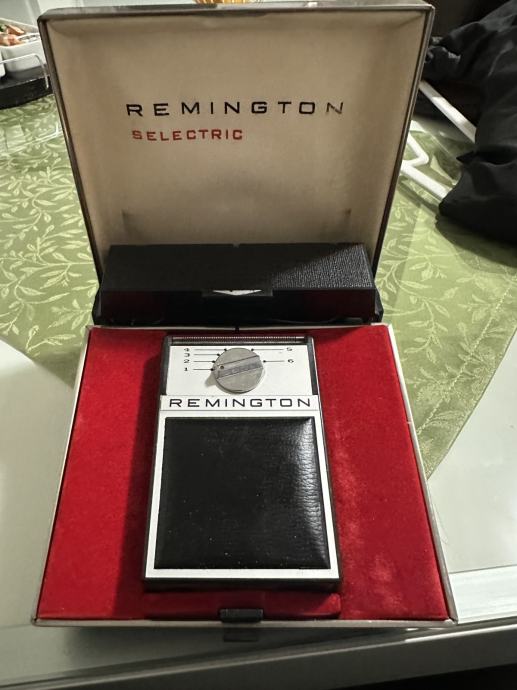 REMINGTON
SELECTRIC
4 5
3
2 6
1
REMINGTON